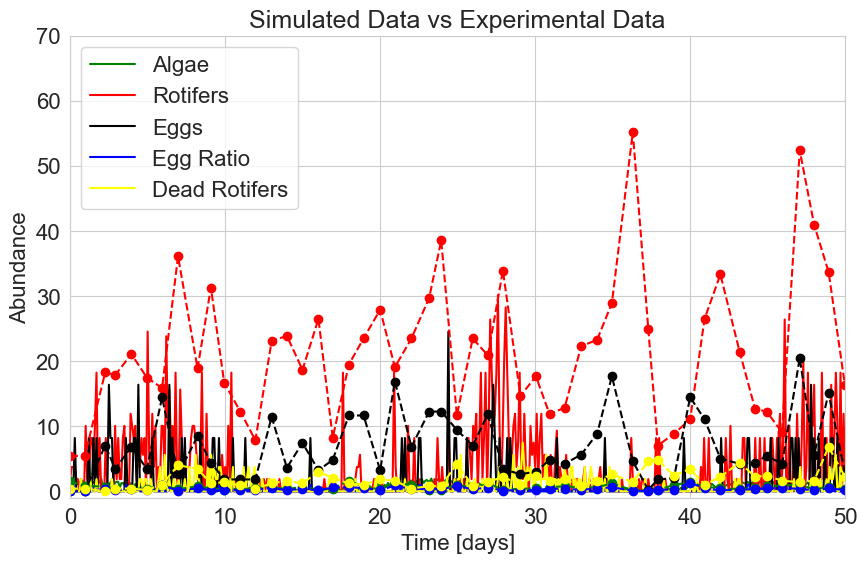 Simulated Data vs Experimental Data
70
60
50
40
30
20
10
0
Abundance
Algae
Rotifers
Eggs
Egg Ratio
Dead Rotifers
0 10 20 30 40 50
Time [days]